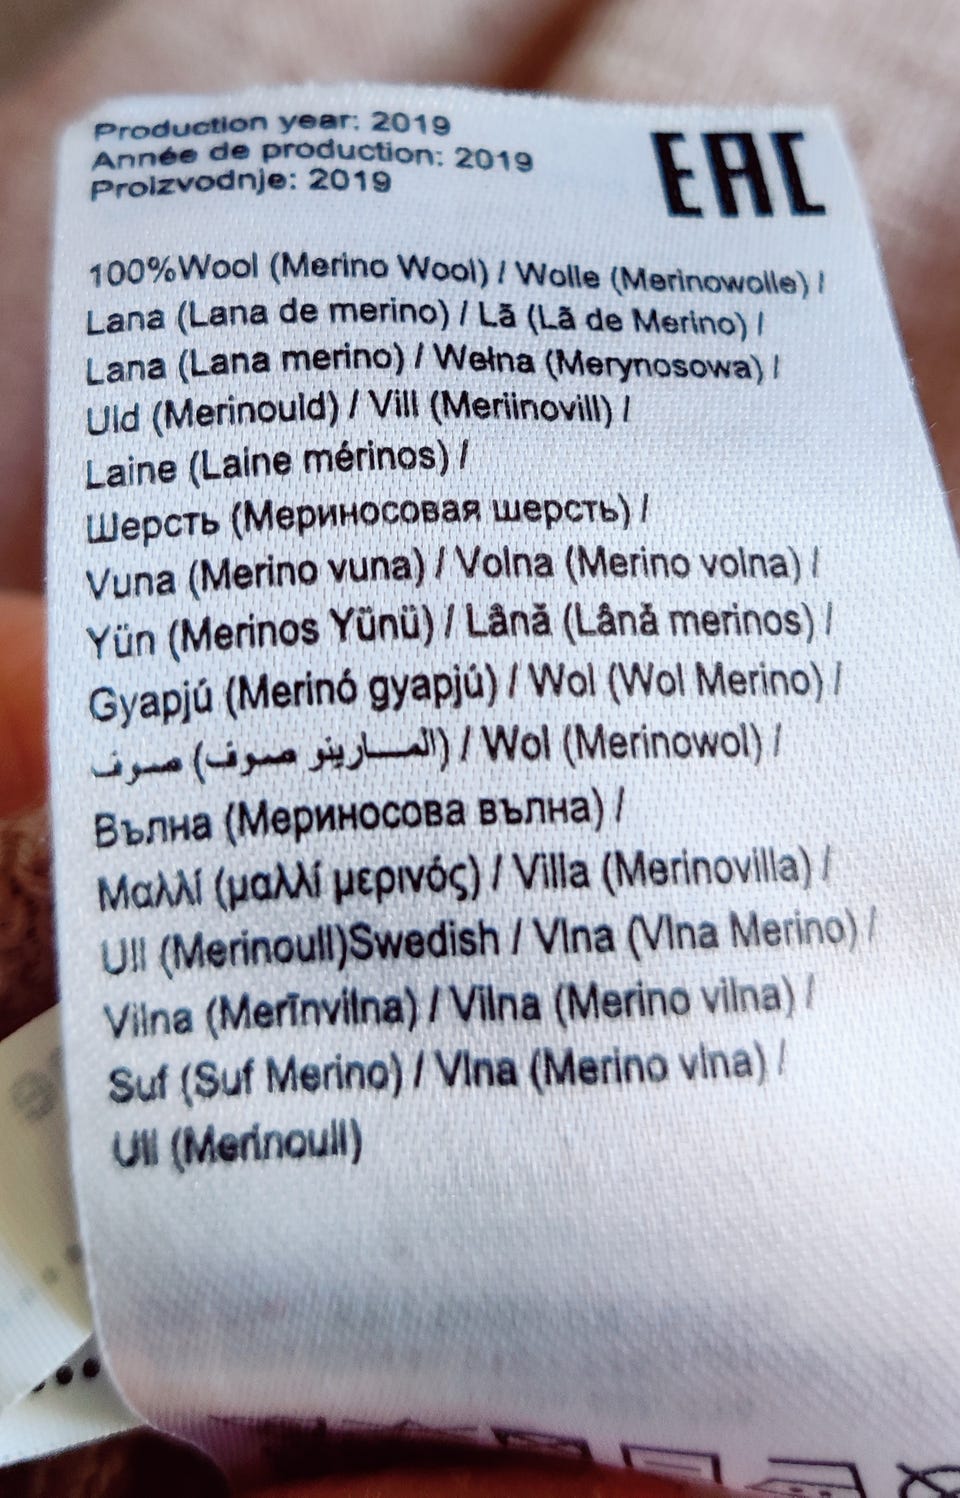 Production year: 2019
Année de production: 2019
Proizvodnje: 2019
EAC
100%Wool (Merino Wool) / Wolle (Merinowolle) /
Lana (Lana de merino) / Lã (Lã de Merino) /
Lana (Lana merino) / Wełna (Merynosowa) /
Uld (Merinould) / Vill (Meriinovill) /
Laine (Laine mérinos) /
Шерсть (Мериносовая шерсть) /
Vuna (Merino vuna) / Volna (Merino volna) /
Yün (Merinos Yünü) / Lână (Lână merinos) /
Gyapjú (Merinó gyapjú) / Wol (Wol Merino) /
صوف (المارينو صوف) / Wol (Merinowol) /
Вълна (Мериносова вълна) /
Μαλλί (μαλλί μερινός) / Villa (Merinovilla) /
Ull (Merinoull)Swedish / Vlna (Vlna Merino) /
Vilna (Merīnvilna) / Vilna (Merino vilna) /
Suf (Suf Merino) / Vlna (Merino vlna) /
Ull (Merinoull)